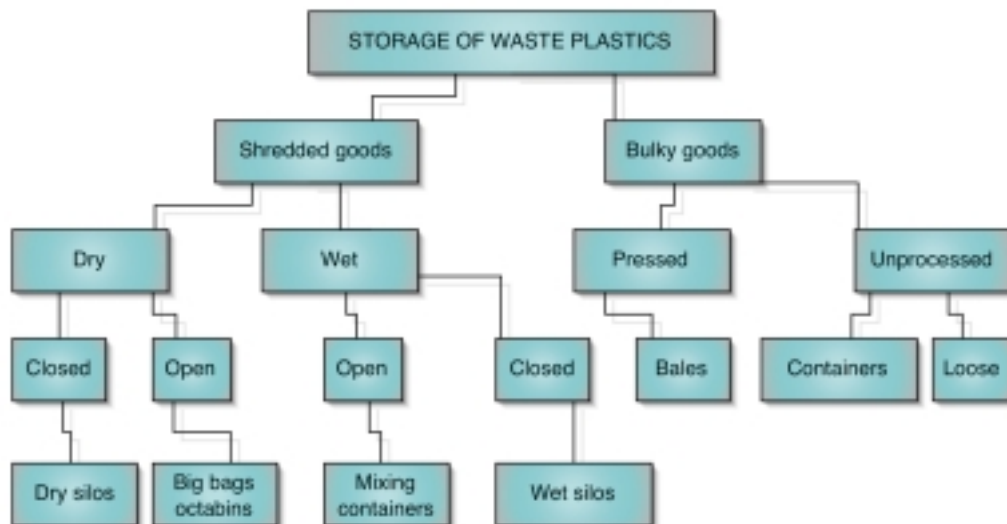 STORAGE OF WASTE PLASTICS
Shredded goods
Bulky goods
Dry
Wet
Pressed
Unprocessed
Closed
Open
Open
Closed
Bales
Containers
Loose
Dry silos
Big bags
octabins
Mixing
containers
Wet silos